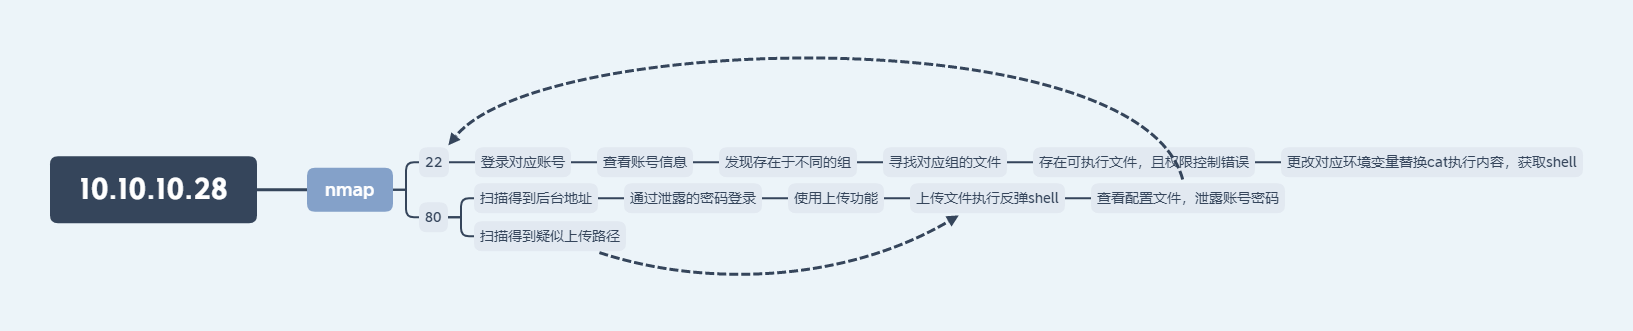 10.10.10.28
nmap
22
登录对应账号
查看账号信息
发现存在于不同的组
寻找对应组的文件
存在可执行文件，且权限控制错误
更改对应环境变量替换cat执行内容，获取shell
80
扫描得到后台地址
通过泄露的密码登录
使用上传功能
上传文件执行反弹shell
查看配置文件，泄露账号密码
扫描得到疑似上传路径